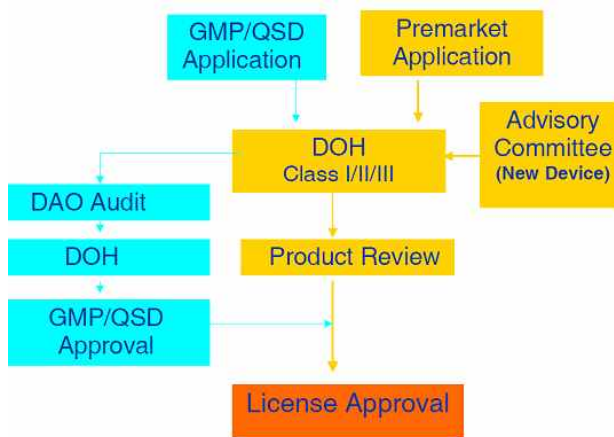 GMP/QSD
Application
Premarket
Application
DOH
Class I/II/III
Advisory
Committee
(New Device)
DAO Audit
DOH
Product Review
GMP/QSD
Approval
License Approval